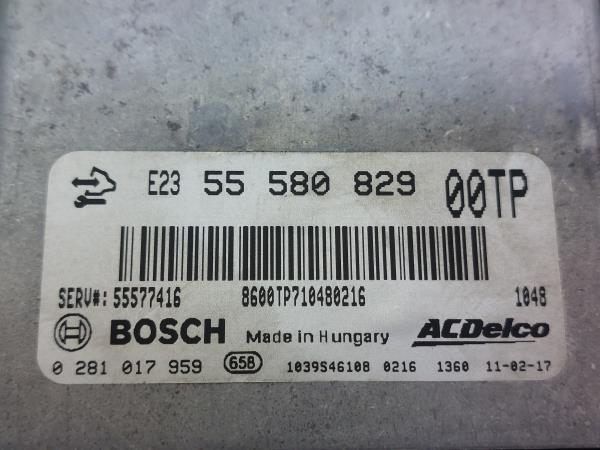 E23 55 580 829 00TP
SERV#: 55577416 8600TP710480216 1048
BOSCH Made in Hungary ACDelco
0 281 017 959 658 1039S46108 0216 1360 11-02-17